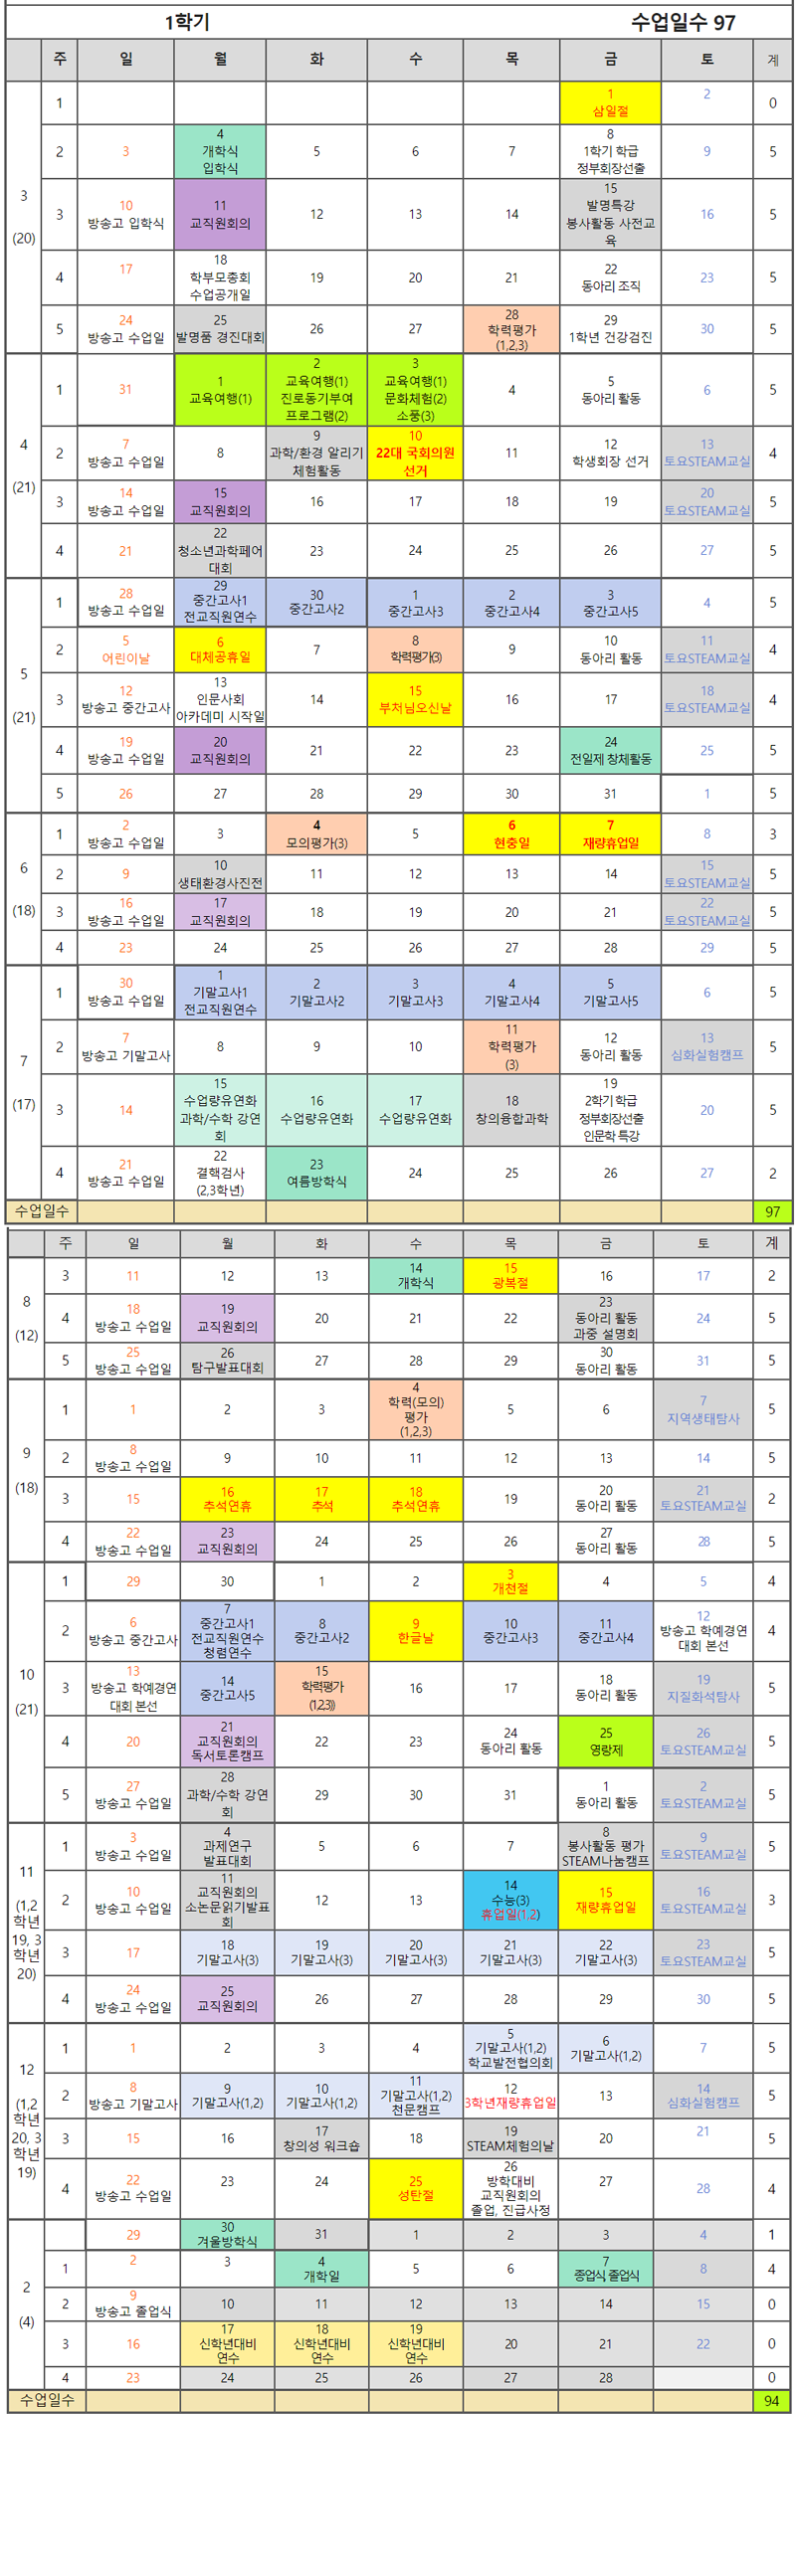 1학기 수업일수 97
주 일 월 화 수 목 금 토 계
3
(20)
1 1 2 0
삼일절
2 3 4 5 6 7 8 9 5
개학식 1학기 학급
입학식 정부회장선출
3 10 11 12 13 14 15 16 5
방송고 입학식 교직원회의 발명특강
봉사활동 사전교
육
4 17 18 19 20 21 22 23 5
학부모총회 동아리 조직
수업공개일
5 24 25 26 27 28 29 30 5
방송고 수업일 발명품 경진대회 학력평가 1학년 건강검진
(1,2,3)
4
(21)
1 31 1 2 3 4 5 6 5
교육여행(1) 교육여행(1) 교육여행(1) 동아리 활동
진로동기부여 문화체험(2)
프로그램(2) 소풍(3)
2 7 8 9 10 11 12 13 4
방송고 수업일 과학/환경 알리기 22대 국회의원 학생회장 선거 토요STEAM교실
체험활동 선거
3 14 15 16 17 18 19 20 5
방송고 수업일 교직원회의 토요STEAM교실
4 21 22 23 24 25 26 27 5
청소년과학페어
대회
5
(21)
1 28 29 30 1 2 3 4 5
방송고 수업일 중간고사1 중간고사2 중간고사3 중간고사4 중간고사5
전교직원연수
2 5 6 7 8 9 10 11 4
어린이날 대체공휴일 학력평가(3) 동아리 활동 토요STEAM교실
3 12 13 14 15 16 17 18 4
방송고 중간고사 인문사회 부처님오신날 토요STEAM교실
아카데미 시작일
4 19 20 21 22 23 24 25 5
방송고 수업일 교직원회의 전일제 창체활동
5 26 27 28 29 30 31 1 5
6
(18)
1 2 3 4 5 6 7 8 3
방송고 수업일 모의평가(3) 현충일 재량휴업일
2 9 10 11 12 13 14 15 5
생태환경사진전 토요STEAM교실
3 16 17 18 19 20 21 22 5
방송고 수업일 교직원회의 토요STEAM교실
4 23 24 25 26 27 28 29 5
7
(17)
1 30 1 2 3 4 5 6 5
방송고 수업일 기말고사1 기말고사2 기말고사3 기말고사4 기말고사5
전교직원연수
2 7 8 9 10 11 12 13 5
방송고 기말고사 학력평가 동아리 활동 심화실험캠프
(3)
3 14 15 16 17 18 19 20 5
수업량유연화 수업량유연화 수업량유연화 창의융합과학 2학기 학급
과학/수학 강연 정부회장선출
회 인문학 특강
4 21 22 23 24 25 26 27 2
방송고 수업일 결핵검사 여름방학식
(2,3학년)
수업일수 97
주 일 월 화 수 목 금 토 계
8
(12)
3 11 12 13 14 15 16 17 2
개학식 광복절
4 18 19 20 21 22 23 24 5
방송고 수업일 교직원회의 동아리 활동
과중 설명회
5 25 26 27 28 29 30 31 5
방송고 수업일 탐구발표대회 동아리 활동
9
(18)
1 1 2 3 4 5 6 7 5
학력(모의) 지역생태탐사
평가
(1,2,3)
2 8 9 10 11 12 13 14 5
방송고 수업일
3 15 16 17 18 19 20 21 2
추석연휴 추석 추석연휴 동아리 활동 토요STEAM교실
4 22 23 24 25 26 27 28 5
방송고 수업일 교직원회의 동아리 활동
10
(21)
1 29 30 1 2 3 4 5 4
개천절
2 6 7 8 9 10 11 12 4
방송고 중간고사 중간고사1 중간고사2 한글날 중간고사3 중간고사4 방송고 학예경연
전교직원연수 대회 본선
청렴연수
3 13 14 15 16 17 18 19 5
방송고 학예경연 중간고사5 학력평가 동아리 활동 지질화석탐사
대회 본선 (1,2,3))
4 20 21 22 23 24 25 26 5
교직원회의 동아리 활동 영랑제 토요STEAM교실
독서토론캠프
5 27 28 29 30 31 1 2 5
방송고 수업일 과학/수학 강연 동아리 활동 토요STEAM교실
회
11
(1,2
학년
19, 3
학년
20)
1 3 4 5 6 7 8 9 5
방송고 수업일 과제연구 봉사활동 평가 토요STEAM교실
발표대회 STEAM나눔캠프
2 10 11 12 13 14 15 16 3
방송고 수업일 교직원회의 수능(3) 재량휴업일 토요STEAM교실
소논문읽기발표 휴업일(1,2)
회
3 17 18 19 20 21 22 23 5
기말고사(3) 기말고사(3) 기말고사(3) 기말고사(3) 기말고사(3) 토요STEAM교실
4 24 25 26 27 28 29 30 5
방송고 수업일 교직원회의
12
(1,2
학년
20, 3
학년
19)
1 1 2 3 4 5 6 7 5
기말고사(1,2) 기말고사(1,2)
학교발전협의회
2 8 9 10 11 12 13 14 5
방송고 기말고사 기말고사(1,2) 기말고사(1,2) 기말고사(1,2) 3학년재량휴업일 심화실험캠프
천문캠프
3 15 16 17 18 19 20 21 5
창의성 워크숍 STEAM체험의날
4 22 23 24 25 26 27 28 4
방송고 수업일 성탄절 방학대비
교직원회의
졸업, 진급사정
2
(4)
29 30 31 1 2 3 4 1
겨울방학식
1 2 3 4 5 6 7 8 4
개학일 종업식, 졸업식
2 9 10 11 12 13 14 15 0
방송고 졸업식
3 16 17 18 19 20 21 22 0
신학년대비 신학년대비 신학년대비
연수 연수 연수
4 23 24 25 26 27 28 0
수업일수 94